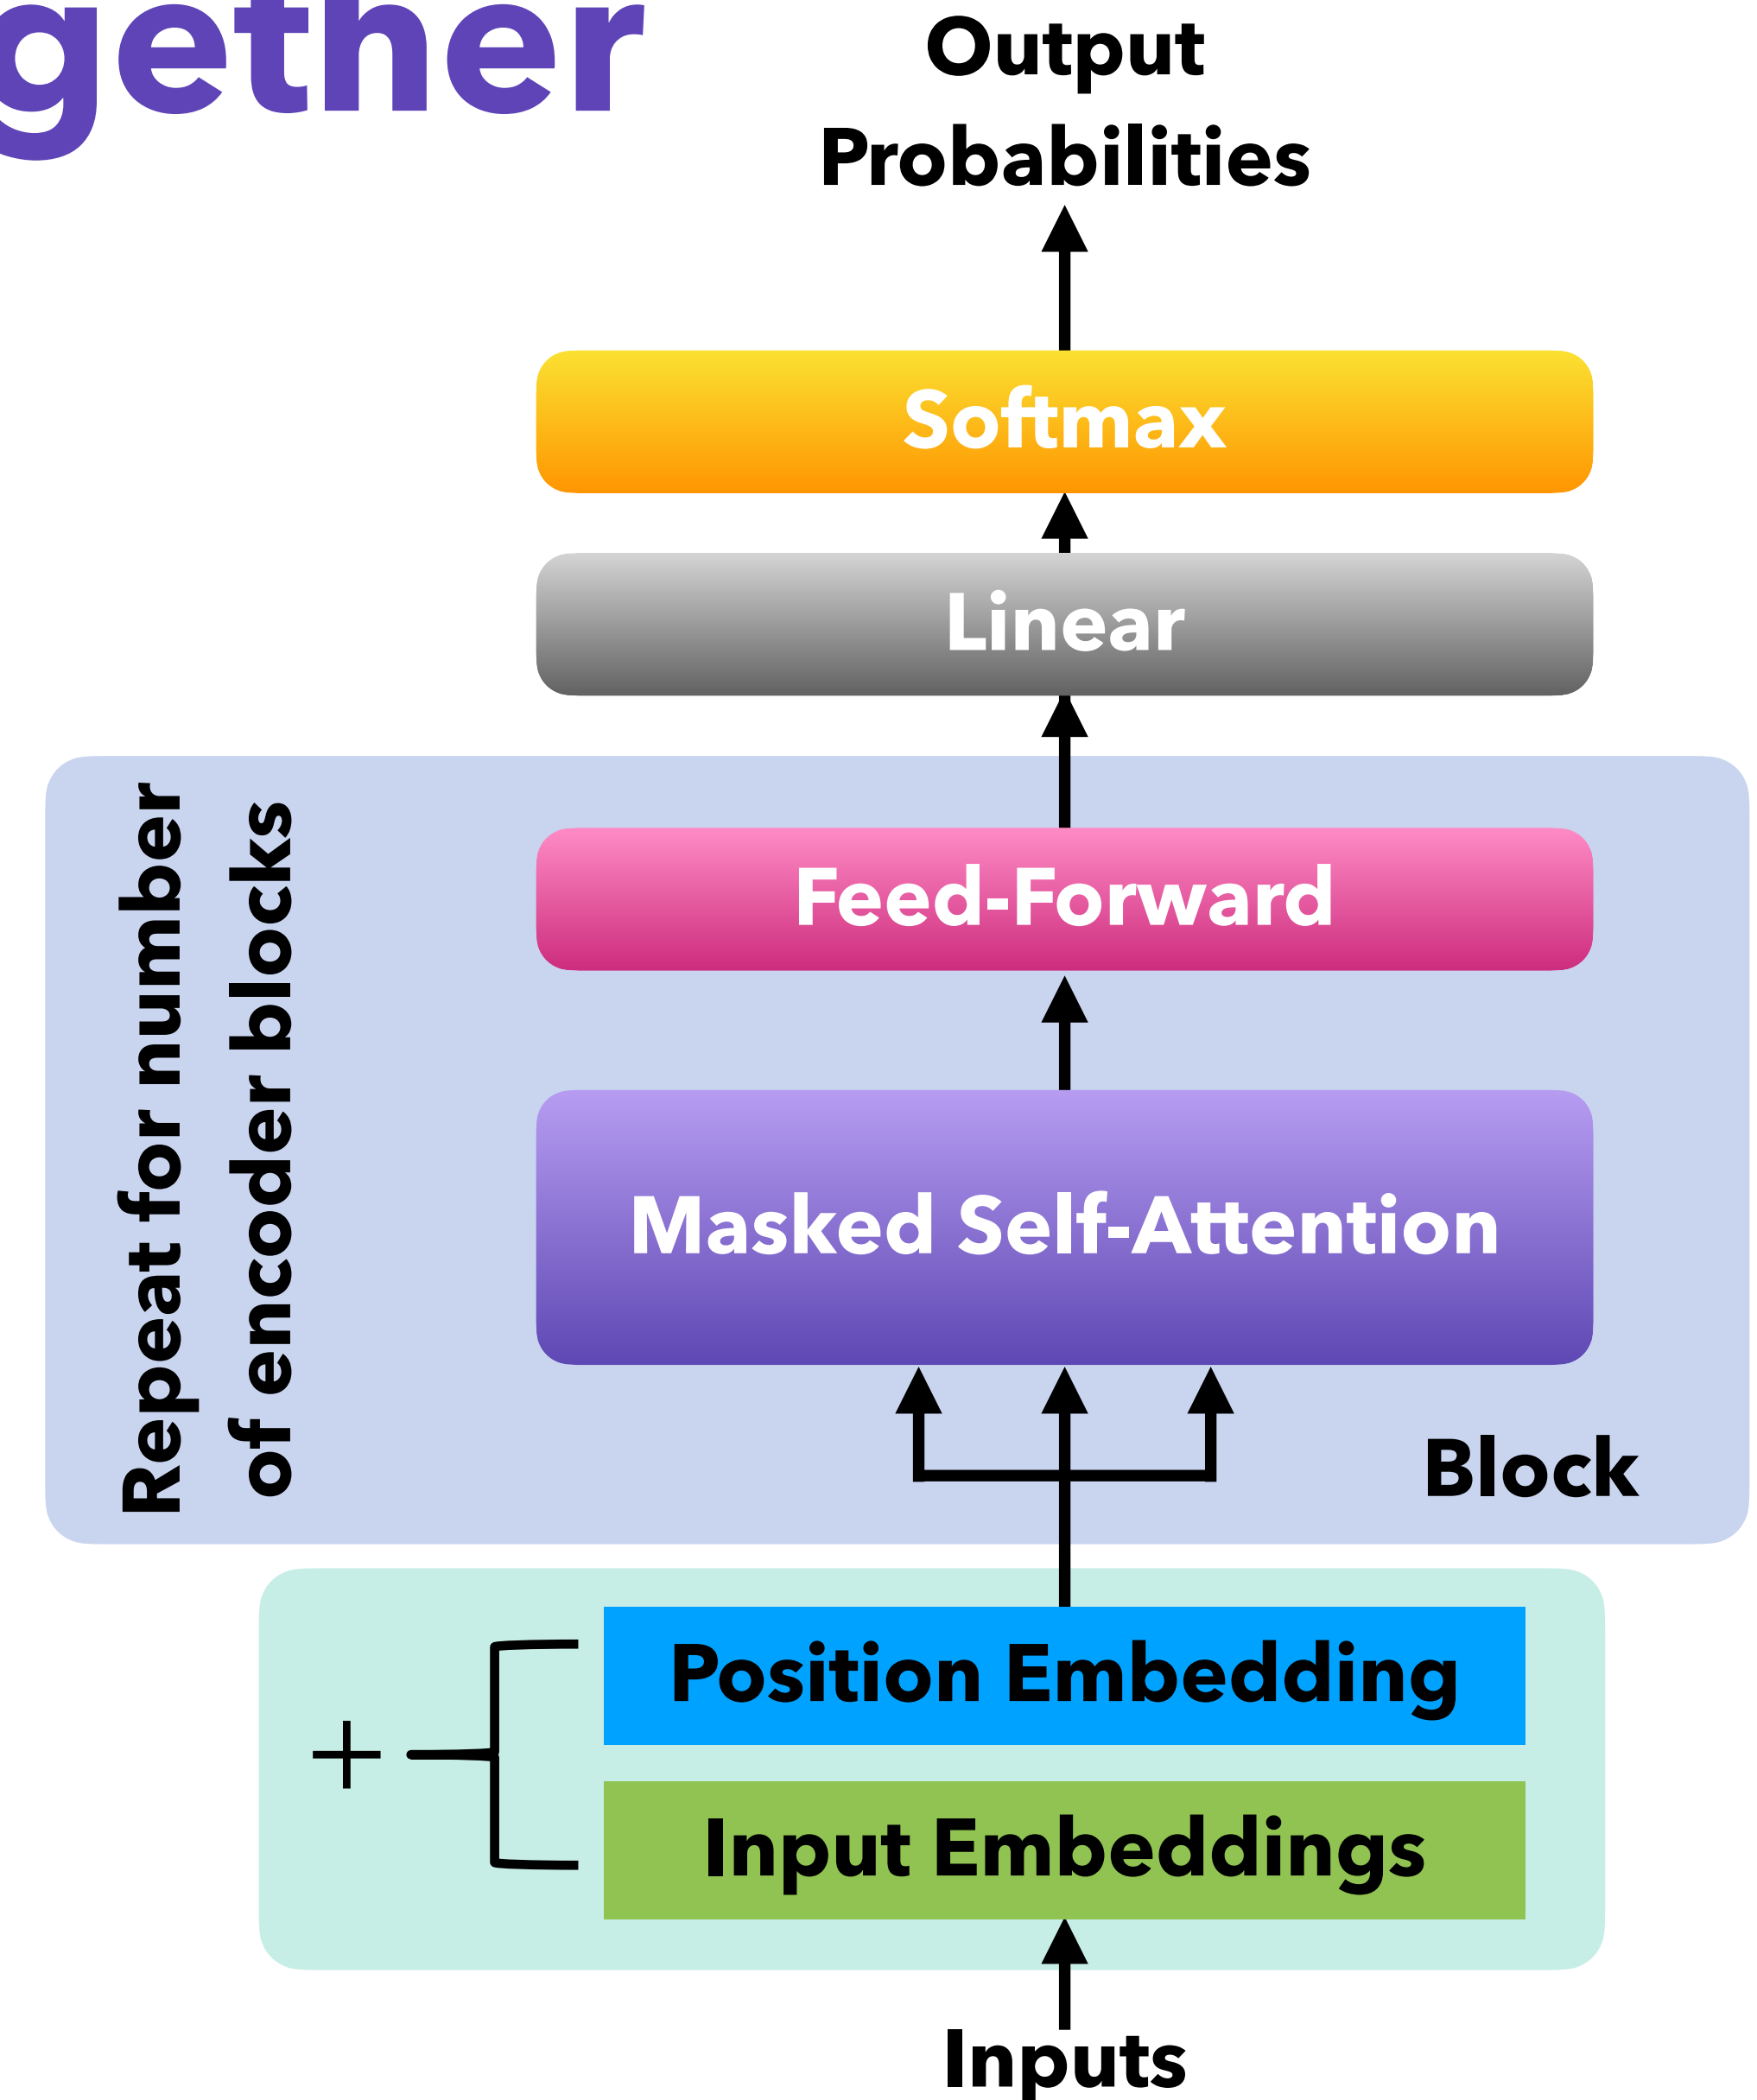 gether
Output
Probabilities
Softmax
Linear
Feed-Forward
Masked Self-Attention
Repeat for number
of encoder blocks
Block
+
Position Embedding
Input Embeddings
Inputs